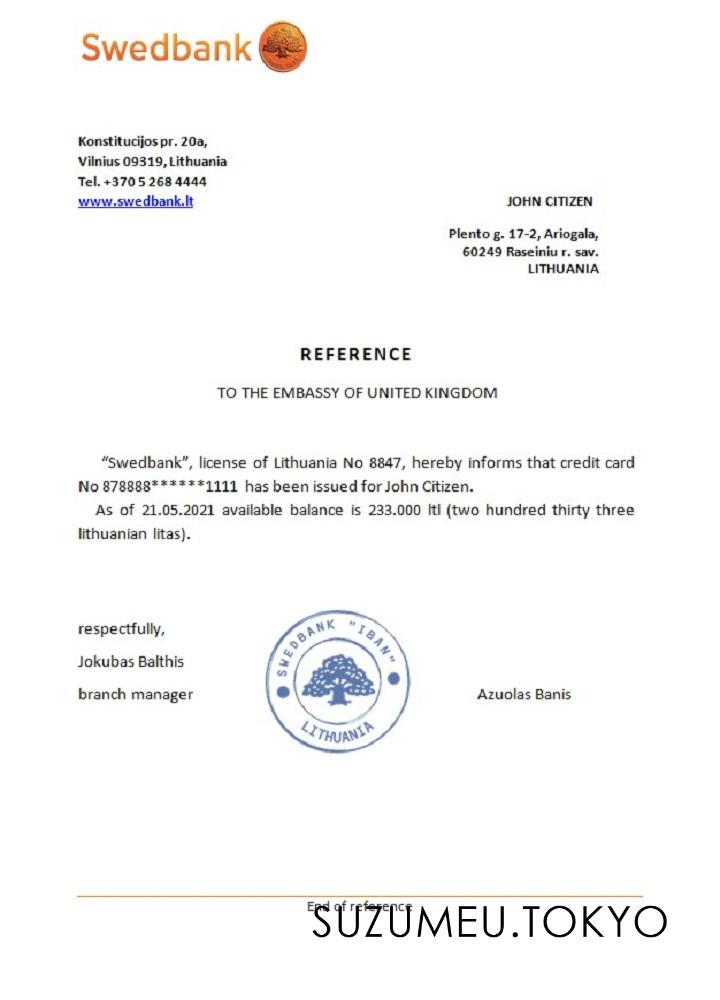 Swedbank
Konstitucijos pr. 20a,
Vilnius 09319, Lithuania
Tel. +370 5 268 4444
www.swedbank.lt
JOHN CITIZEN
Plento g. 17-2, Ariogala,
60249 Raseiniu r. sav.
LITHUANIA
REFERENCE
TO THE EMBASSY OF UNITED KINGDOM
“Swedbank”, license of Lithuania No 8847, hereby informs that credit card
No 878888******1111 has been issued for John Citizen.
As of 21.05.2021 available balance is 233.000 ltl (two hundred thirty three
lithuanian litas).
respectfully,
Jokubas Balthis
branch manager
SWEDBANK "IBAN"
LITHUANIA
Azuolas Banis
End of reference
SUZUMEU.TOKYO